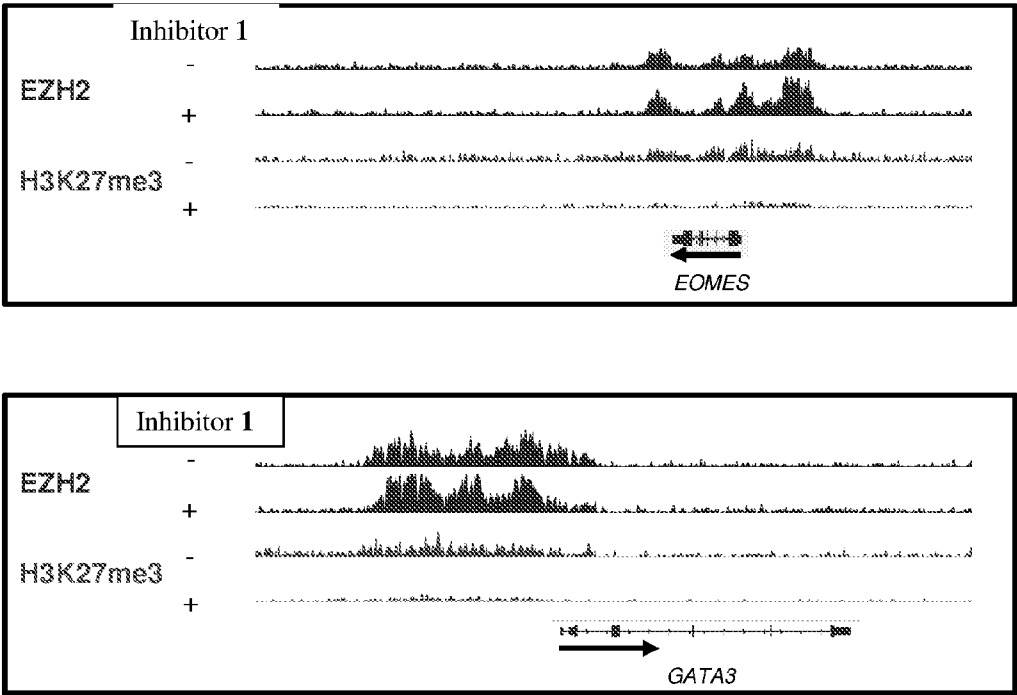 Inhibitor 1
EZH2
-
+
H3K27me3
-
+
EOMES
Inhibitor 1
EZH2
-
+
H3K27me3
-
+
GATA3